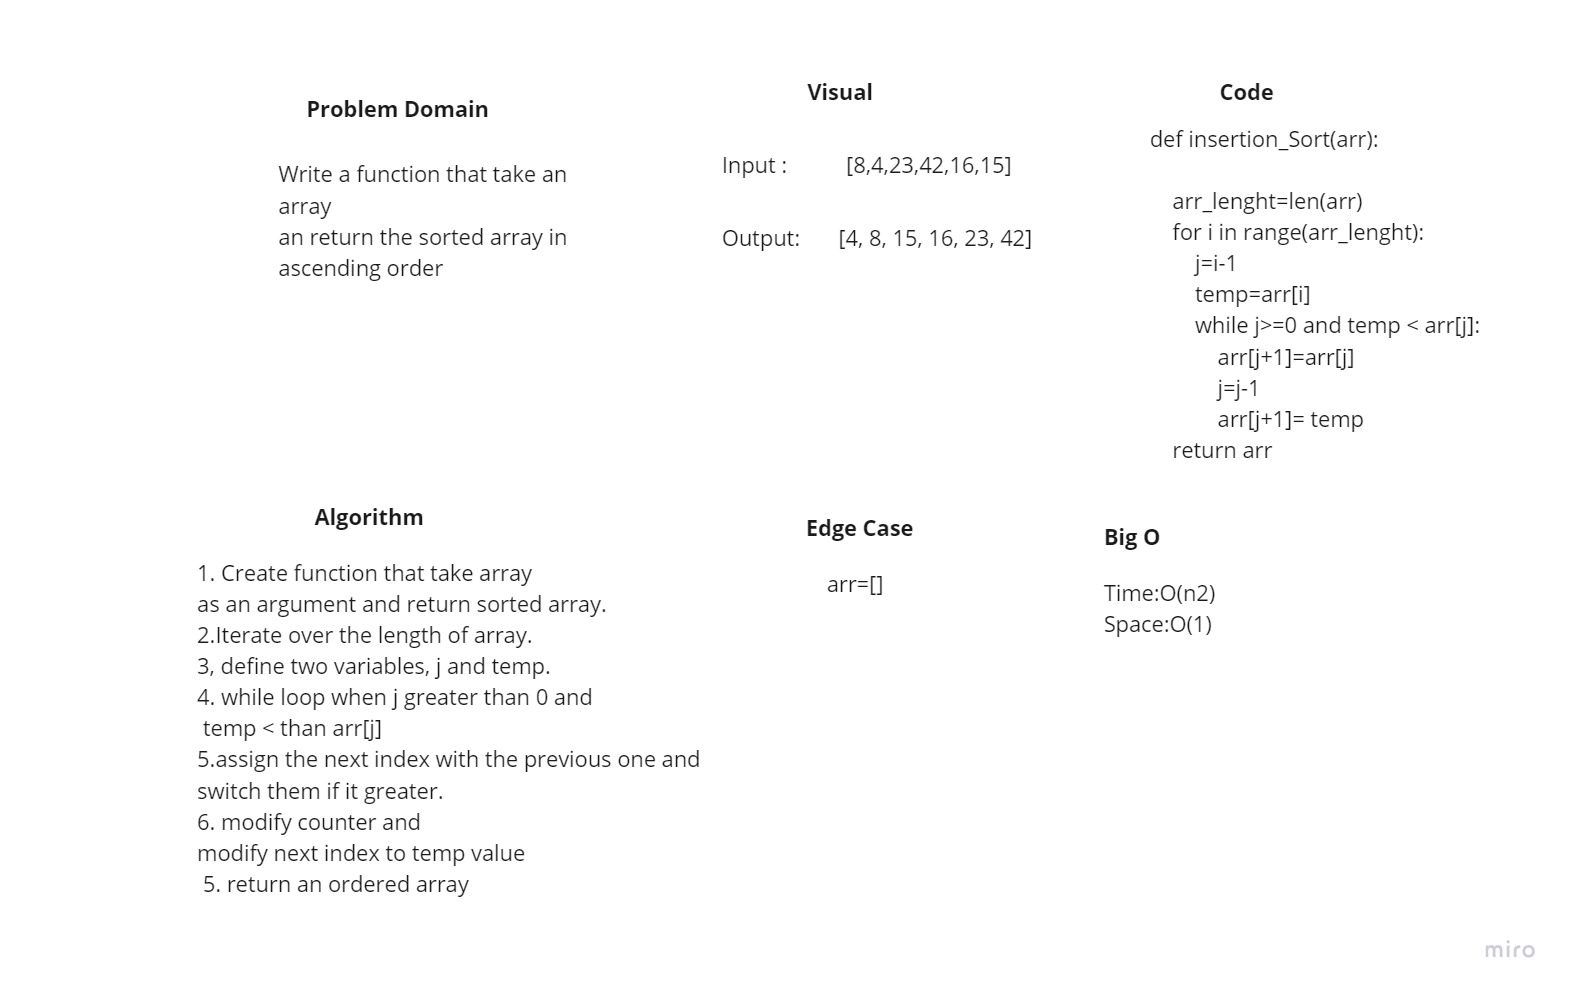 Problem Domain
Write a function that take an
array
an return the sorted array in
ascending order
Visual
Input : [8,4,23,42,16,15]
Output: [4, 8, 15, 16, 23, 42]
Code
def insertion_Sort(arr):
arr_lenght=len(arr)
for i in range(arr_lenght):
j=i-1
temp=arr[i]
while j>=0 and temp < arr[j]:
arr[j+1]=arr[j]
j=j-1
arr[j+1]= temp
return arr
Algorithm
1. Create function that take array
as an argument and return sorted array.
2.Iterate over the length of array.
3, define two variables, j and temp.
4. while loop when j greater than 0 and
temp < than arr[j]
5.assign the next index with the previous one and
switch them if it greater.
6. modify counter and
modify next index to temp value
5. return an ordered array
Edge Case
arr=[]
Big O
Time:O(n2)
Space:O(1)
miro